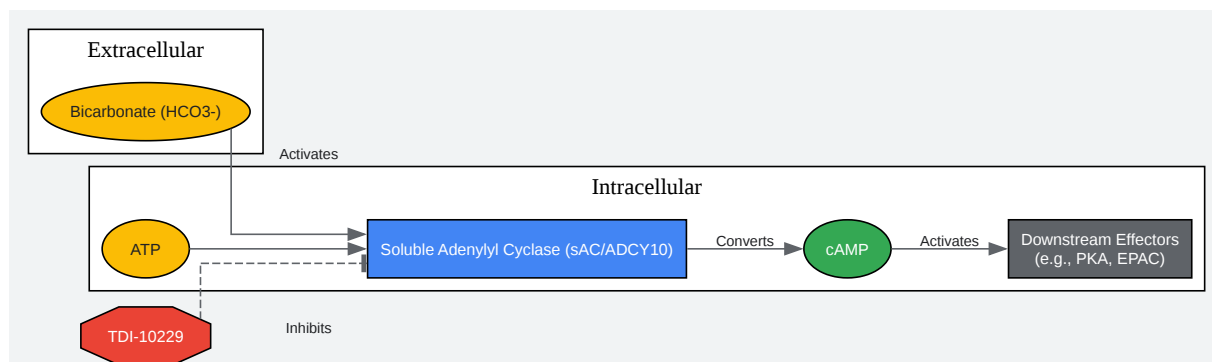 Extracellular
Bicarbonate (HCO3-)
Activates
Intracellular
ATP
Soluble Adenylyl Cyclase (sAC/ADCY10)
Converts
cAMP
Activates
Downstream Effectors
(e.g., PKA, EPAC)
TDI-10229
Inhibits